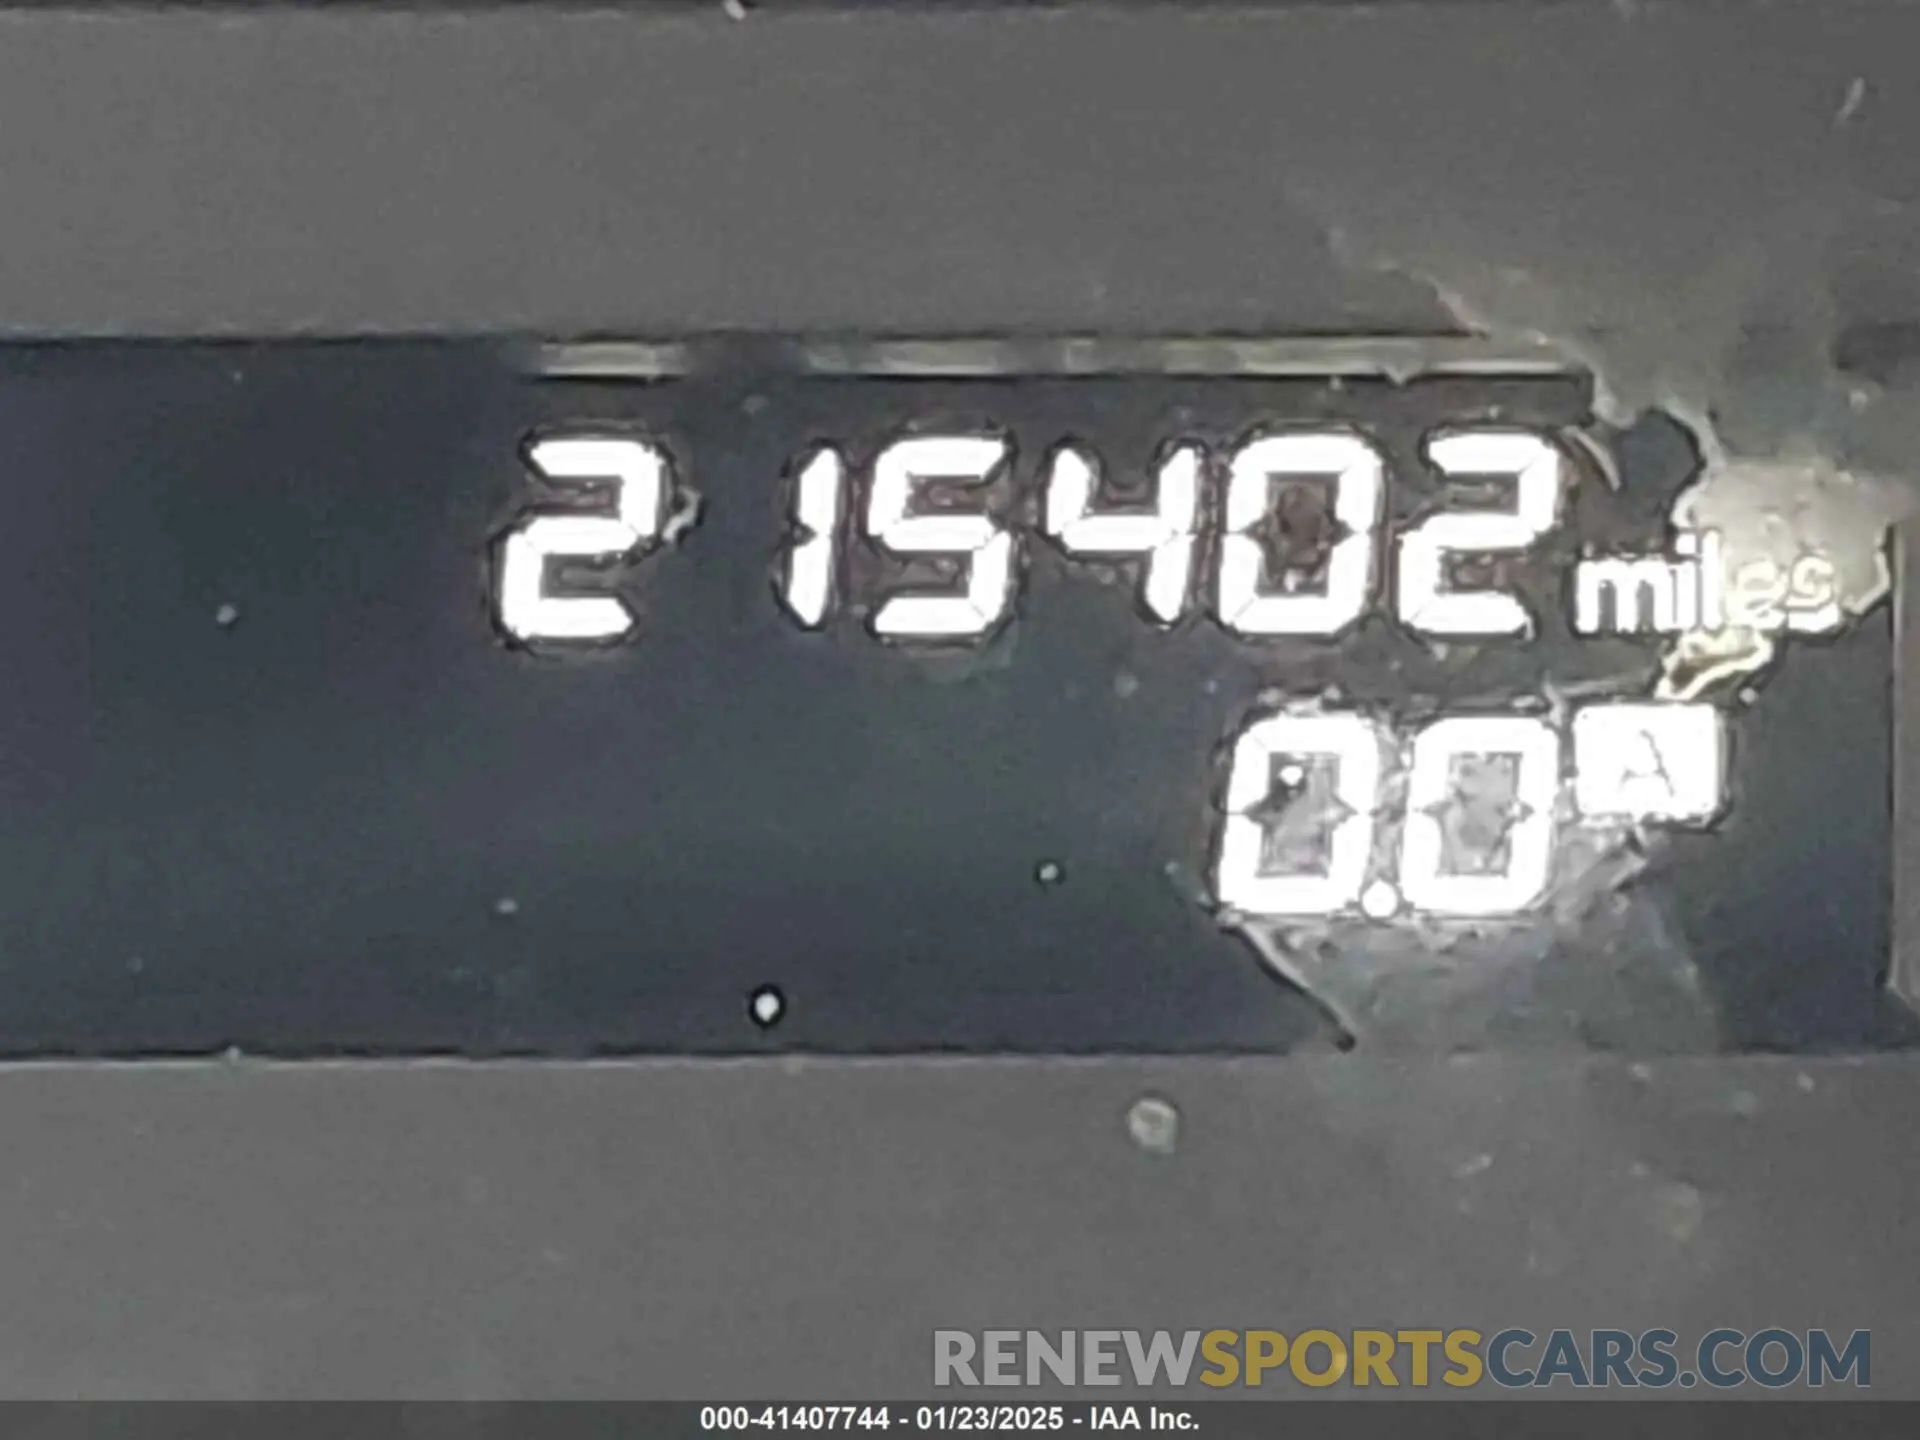 215402 miles
0.0 A
RENEWSPORTSCARS.COM
000-41407744 - 01/23/2025 - IAA Inc.